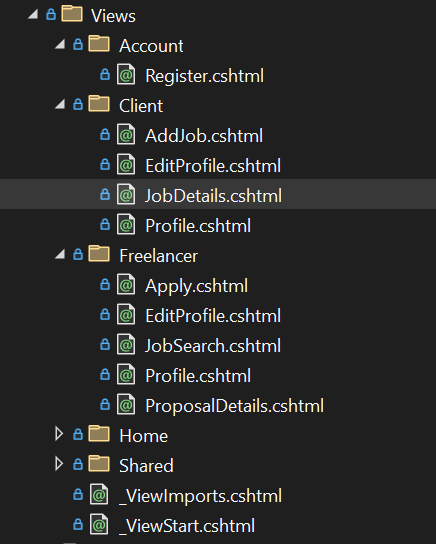 Views
Account
Register.cshtml
Client
AddJob.cshtml
EditProfile.cshtml
JobDetails.cshtml
Profile.cshtml
Freelancer
Apply.cshtml
EditProfile.cshtml
JobSearch.cshtml
Profile.cshtml
ProposalDetails.cshtml
Home
Shared
_ViewImports.cshtml
_ViewStart.cshtml